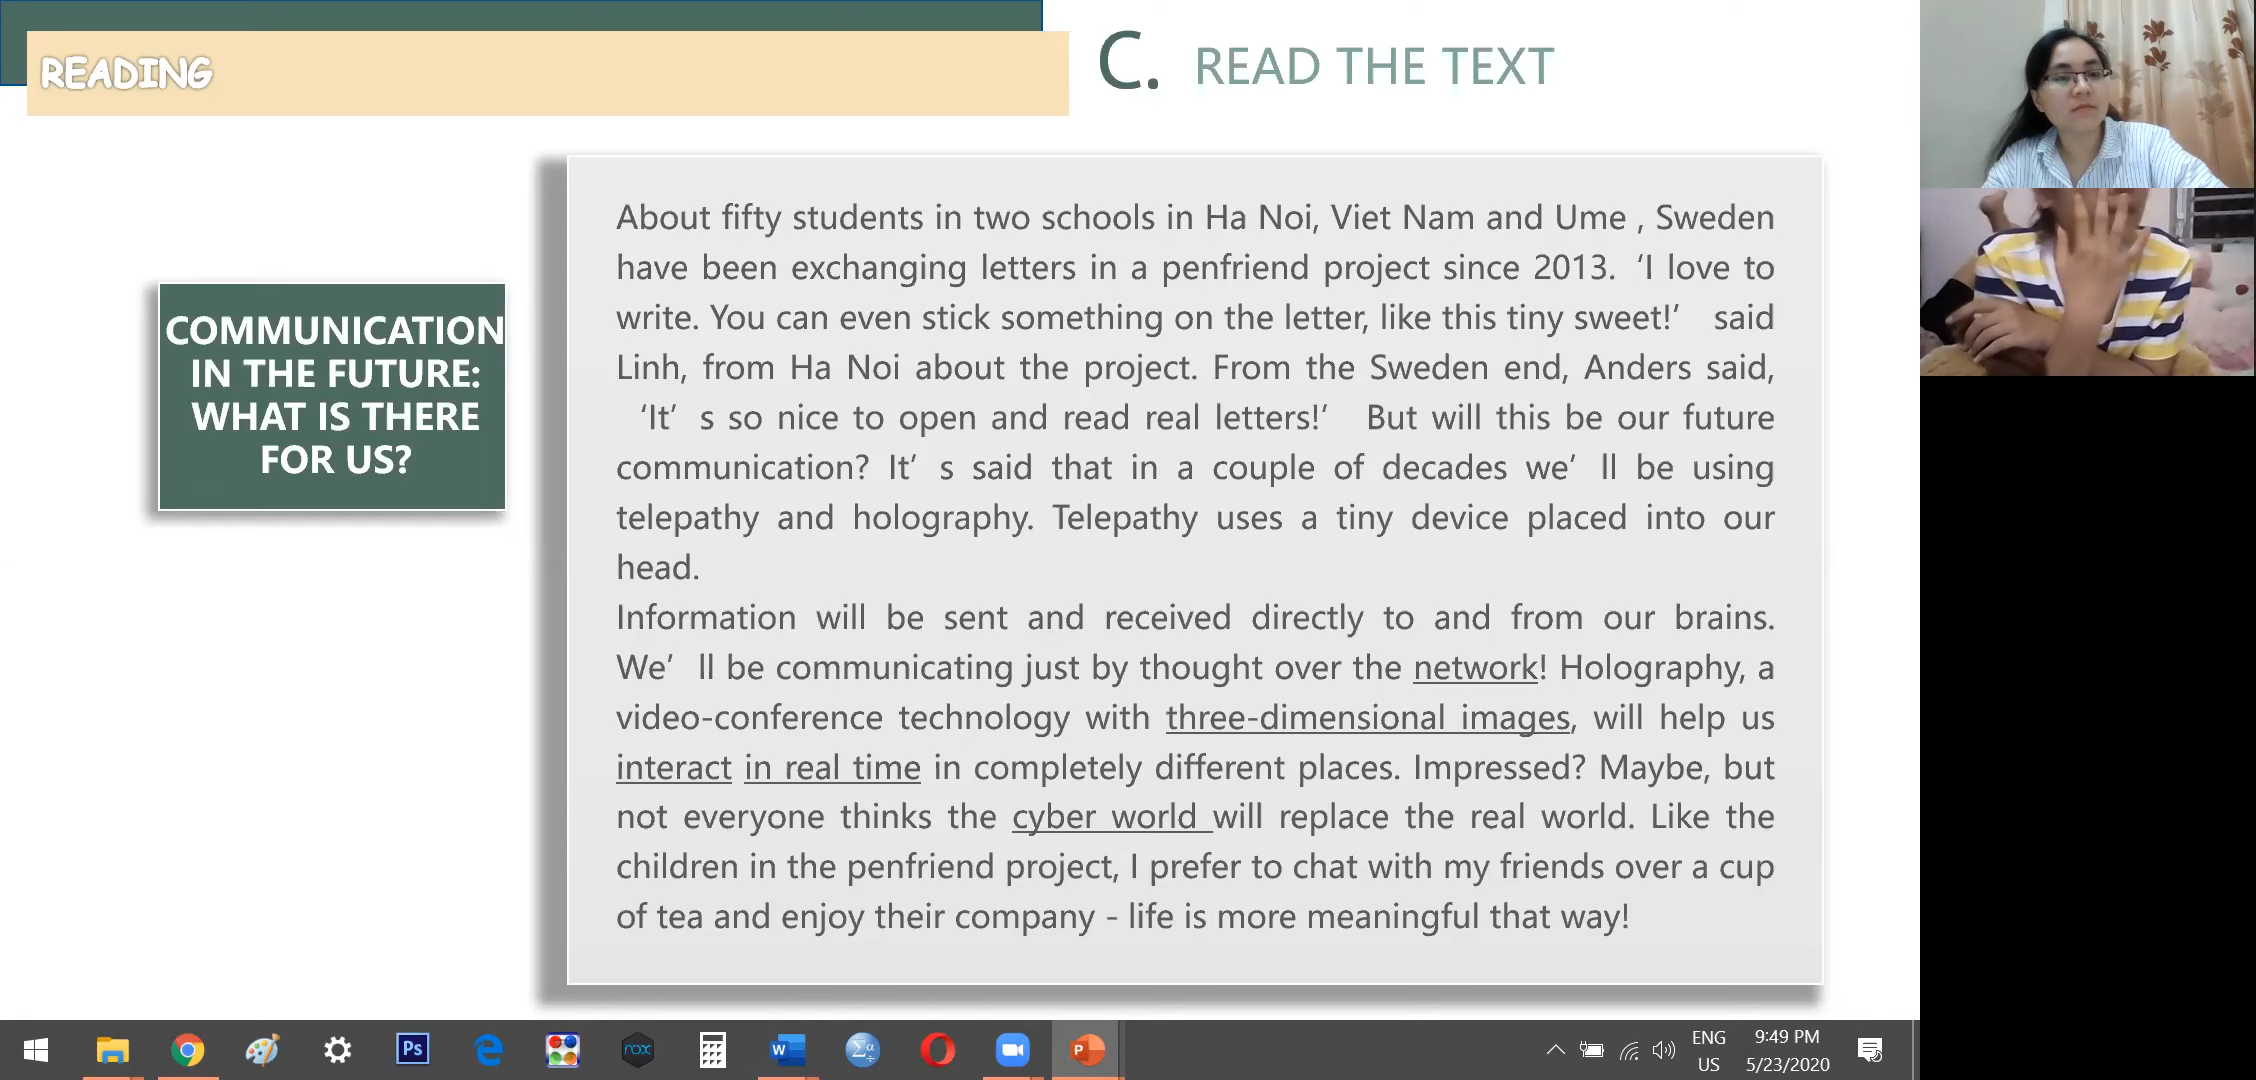 READING
C. READ THE TEXT
COMMUNICATION
IN THE FUTURE:
WHAT IS THERE
FOR US?
About fifty students in two schools in Ha Noi, Viet Nam and Ume , Sweden
have been exchanging letters in a penfriend project since 2013. ‘I love to
write. You can even stick something on the letter, like this tiny sweet!’ said
Linh, from Ha Noi about the project. From the Sweden end, Anders said,
‘It’ s so nice to open and read real letters!’ But will this be our future
communication? It’ s said that in a couple of decades we’ ll be using
telepathy and holography. Telepathy uses a tiny device placed into our
head.
Information will be sent and received directly to and from our brains.
We’ ll be communicating just by thought over the network! Holography, a
video-conference technology with three-dimensional images, will help us
interact in real time in completely different places. Impressed? Maybe, but
not everyone thinks the cyber world will replace the real world. Like the
children in the penfriend project, I prefer to chat with my friends over a cup
of tea and enjoy their company - life is more meaningful that way!
Ps
nox
W
Σα
P
ENG
US
9:49 PM
5/23/2020